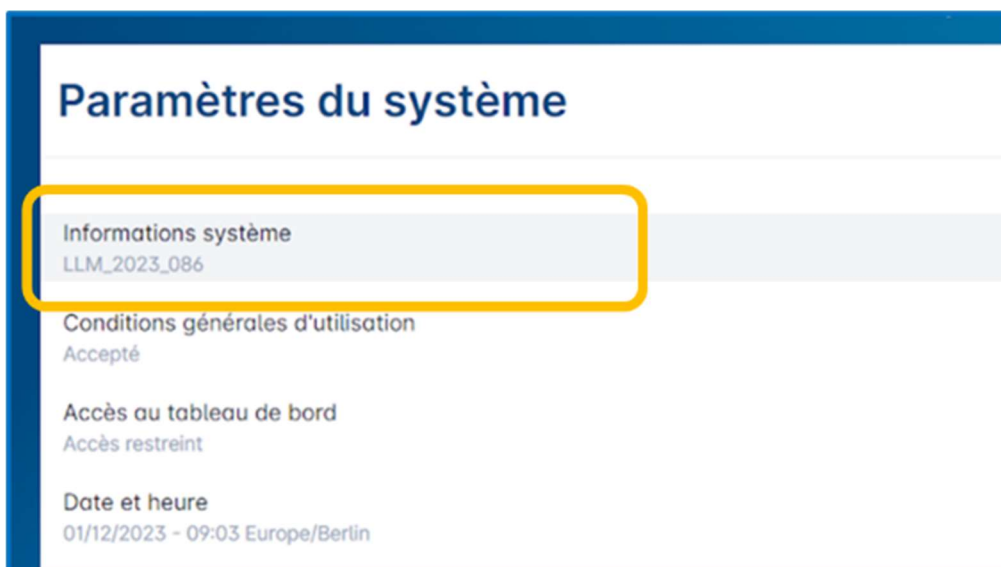 Paramètres du système
Informations système
LLM_2023_086
Conditions générales d'utilisation
Accepté
Accès au tableau de bord
Accès restreint
Date et heure
01/12/2023 - 09:03 Europe/Berlin